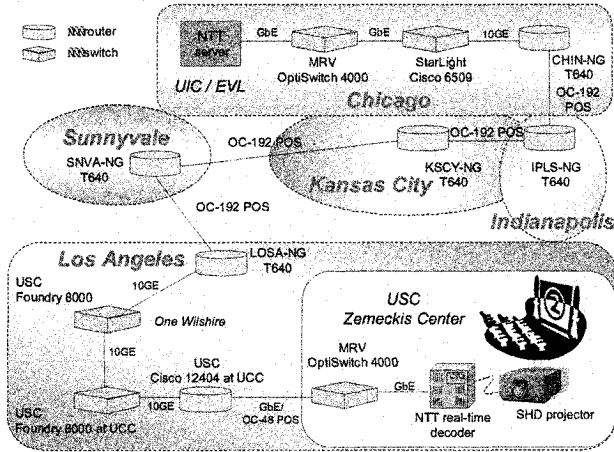 router
switch
NTT
server
GbE
MRV
OptiSwitch 4000
GbE
StarLight
Cisco 6509
10GE
CHIN-NG
T640
UIC / EVL
Chicago
OC-192
POS
Sunnyvale
SNVA-NG
T640
OC-192 POS
KSCY-NG
T640
OC-192 POS
IPLS-NG
T640
Kansas City
Indianapolis
OC-192 POS
Los Angeles
LOSA-NG
T640
USC
Foundry 8000
10GE
One Wilshire
10GE
USC
Foundry 8000 at UCC
10GE
USC
Cisco 12404 at UCC
GbE/
OC-48 POS
USC
Zemeckis Center
MRV
OptiSwitch 4000
GbE
NTT real-time
decoder
SHD projector